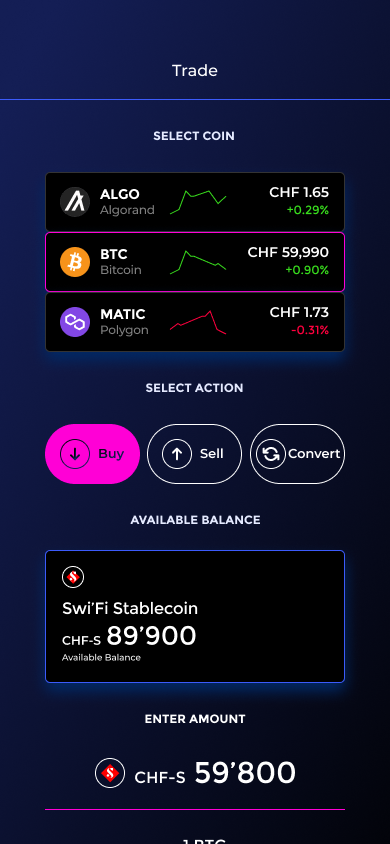 Trade
SELECT COIN
ALGO
Algorand
CHF 1.65
+0.29%
BTC
Bitcoin
CHF 59,990
+0.90%
MATIC
Polygon
CHF 1.73
-0.31%
SELECT ACTION
Buy
Sell
Convert
AVAILABLE BALANCE
Swi’Fi Stablecoin
CHF-S 89’900
Available Balance
ENTER AMOUNT
CHF-S 59’800
1 BTC